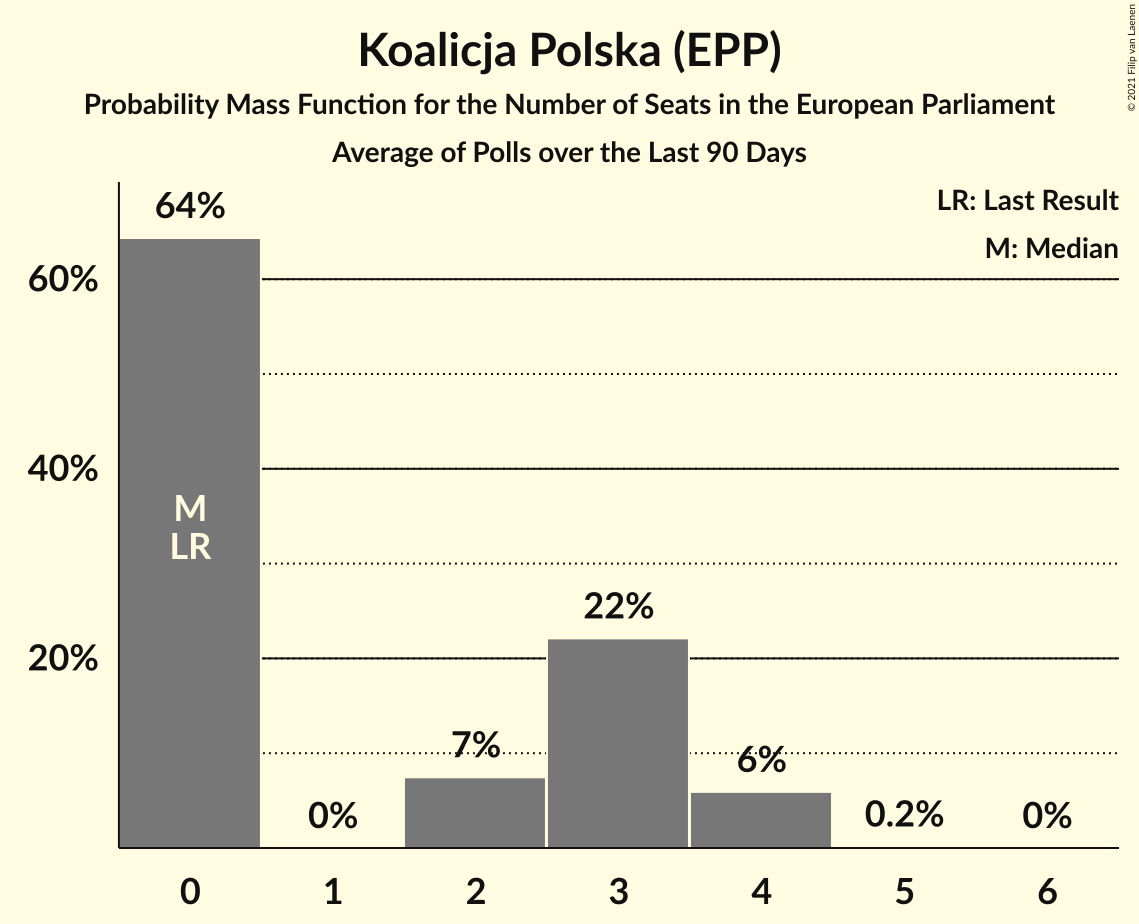 Koalicja Polska (EPP)
Probability Mass Function for the Number of Seats in the European Parliament
Average of Polls over the Last 90 Days
© 2021 Filip van Laenen
LR: Last Result
M: Median
64%
60%
40%
M
LR
22%
20%
7%
6%
0%
0.2%
0%
0 1 2 3 4 5 6